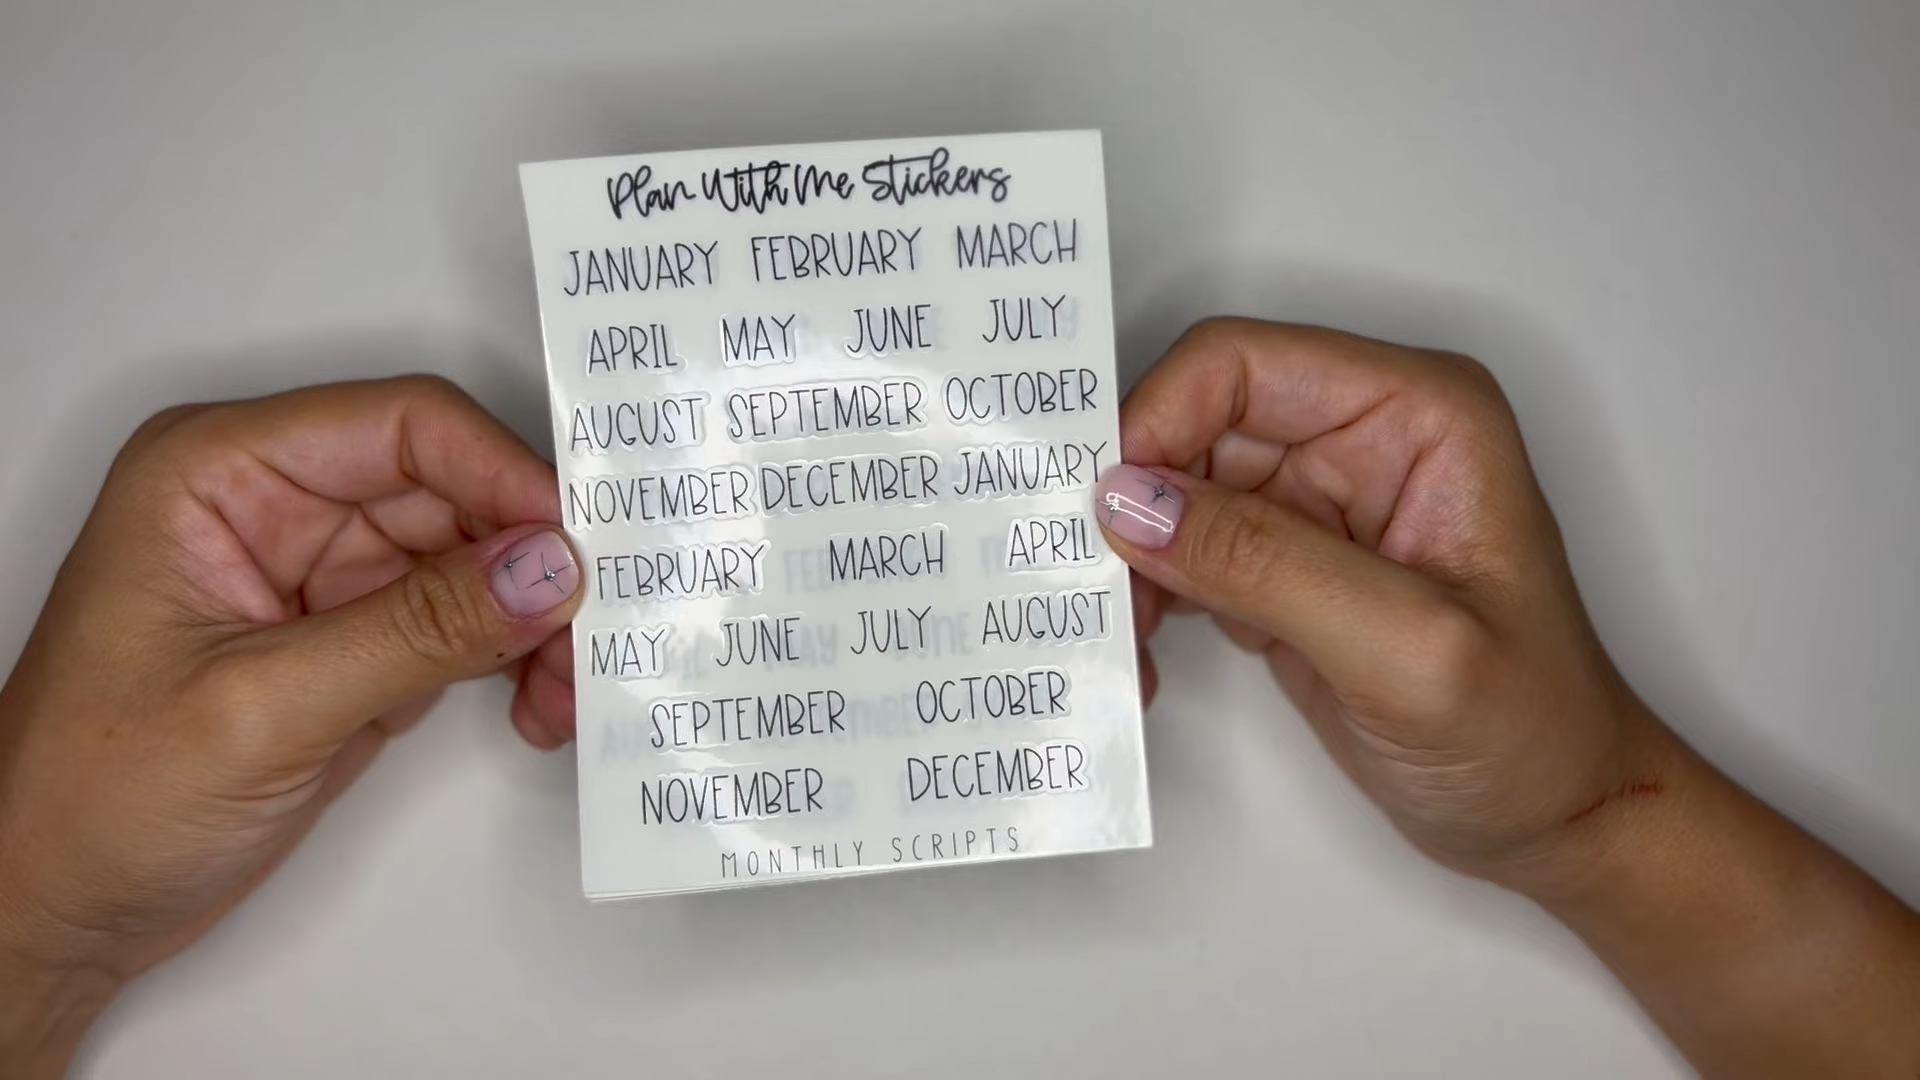 Plan With Me Stickers
JANUARY FEBRUARY MARCH
APRIL MAY JUNE JULY
AUGUST SEPTEMBER OCTOBER
NOVEMBER DECEMBER JANUARY
FEBRUARY MARCH APRIL
MAY JUNE JULY AUGUST
SEPTEMBER OCTOBER
NOVEMBER DECEMBER
MONTHLY SCRIPTS